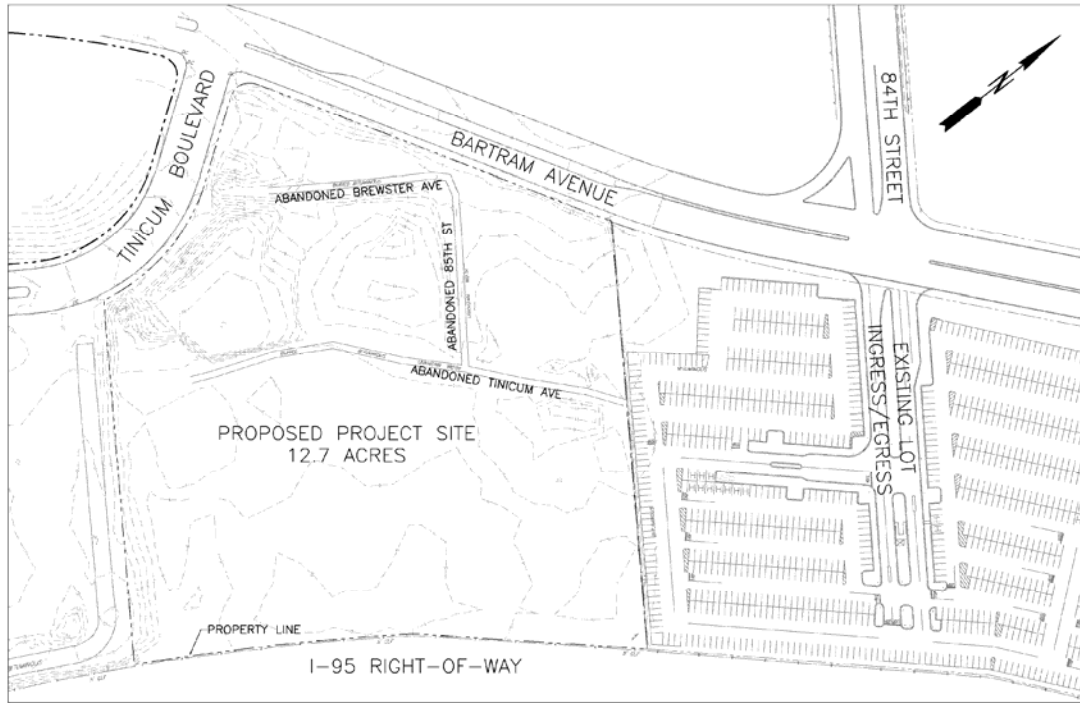 TINICUM BOULEVARD
BARTRAM AVENUE
84TH STREET
N
ABANDONED BREWSTER AVE
ABANDONED 85TH ST
ABANDONED TINICUM AVE
EXISTING LOT
INGRESS/EGRESS
PROPOSED PROJECT SITE
12.7 ACRES
PROPERTY LINE
I-95 RIGHT-OF-WAY